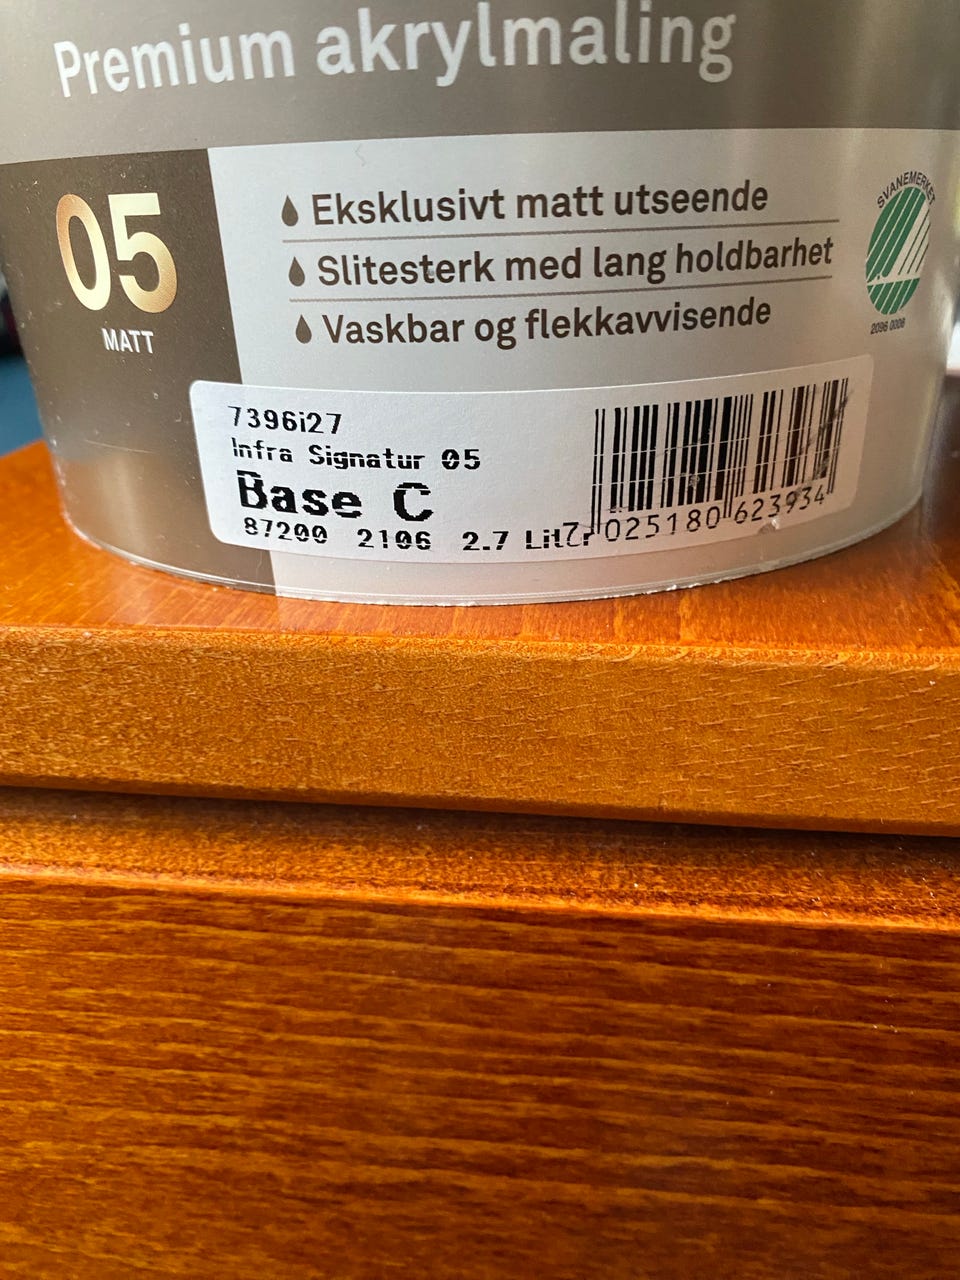 Premium akrylmaling
05
MATT
Eksklusivt matt utseende
Slitesterk med lang holdbarhet
Vaskbar og flekkavvisende
SVANEMERKET
2096 0006
7396i27
Infra Signatur 05
Base C
87200 2106 2.7 Liter
7 025180 623934